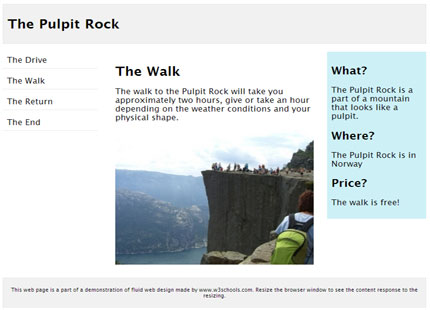 The Pulpit Rock
The Drive
The Walk
The Return
The End
The Walk
The walk to the Pulpit Rock will take you
approximately two hours, give or take an hour
depending on the weather conditions and your
physical shape.
What?
The Pulpit Rock is a
part of a mountain
that looks like a
pulpit.
Where?
The Pulpit Rock is in
Norway
Price?
The walk is free!
This web page is a part of a demonstration of fluid web design made by www.w3schools.com. Resize the browser window to see the content response to the
resizing.